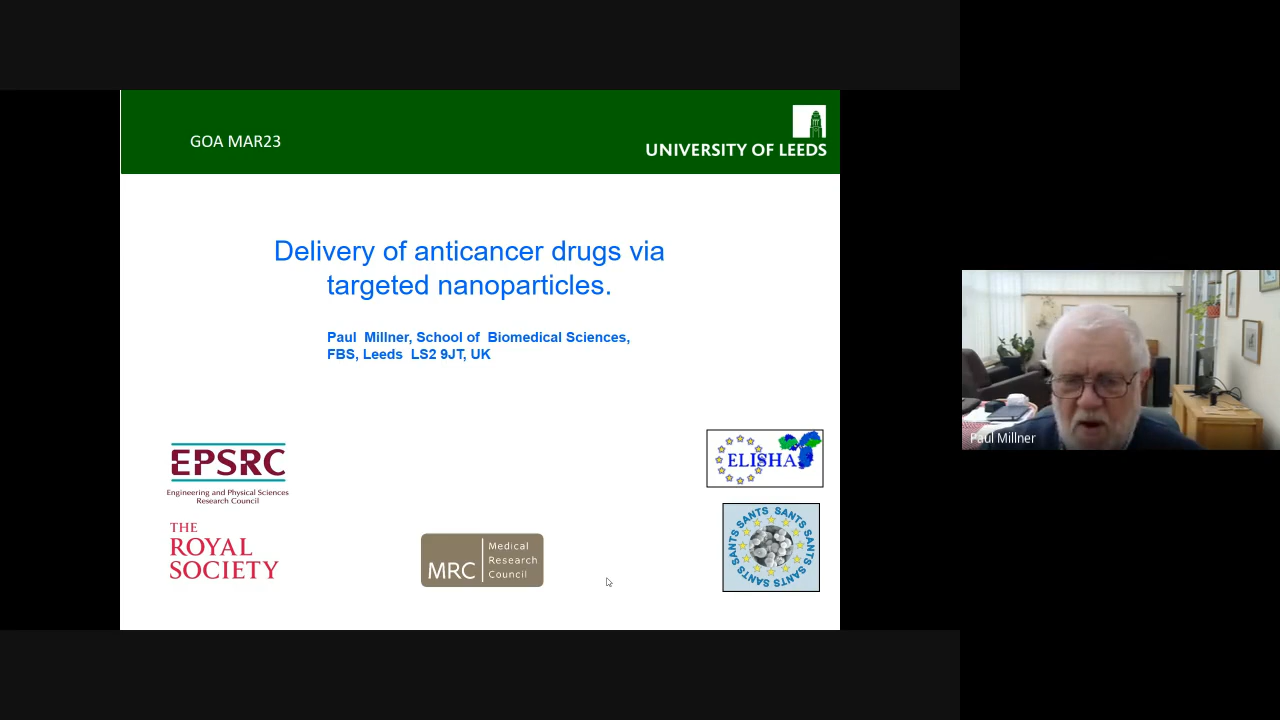 GOA MAR23
UNIVERSITY OF LEEDS
Delivery of anticancer drugs via
targeted nanoparticles.
Paul Millner, School of Biomedical Sciences,
FBS, Leeds LS2 9JT, UK
EPSRC
Engineering and Physical Sciences
Research Council
THE
ROYAL
SOCIETY
MRC
Medical
Research
Council
ELISHA
SANTS SANTS SANTS SANTS SANTS SANTS
Paul Millner